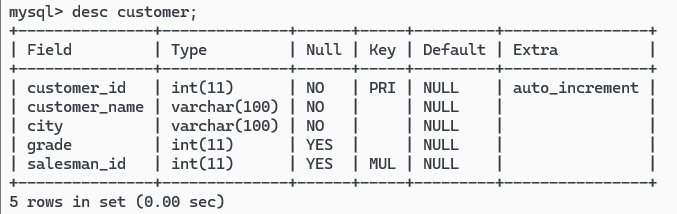 mysql> desc customer;
+---------------+--------------+------+-----+---------+----------------+
| Field         | Type         | Null | Key | Default | Extra          |
+---------------+--------------+------+-----+---------+----------------+
| customer_id   | int(11)      | NO   | PRI | NULL    | auto_increment |
| customer_name | varchar(100) | NO   |     | NULL    |                |
| city          | varchar(100) | NO   |     | NULL    |                |
| grade         | int(11)      | YES  |     | NULL    |                |
| salesman_id   | int(11)      | YES  | MUL | NULL    |                |
+---------------+--------------+------+-----+---------+----------------+
5 rows in set (0.00 sec)